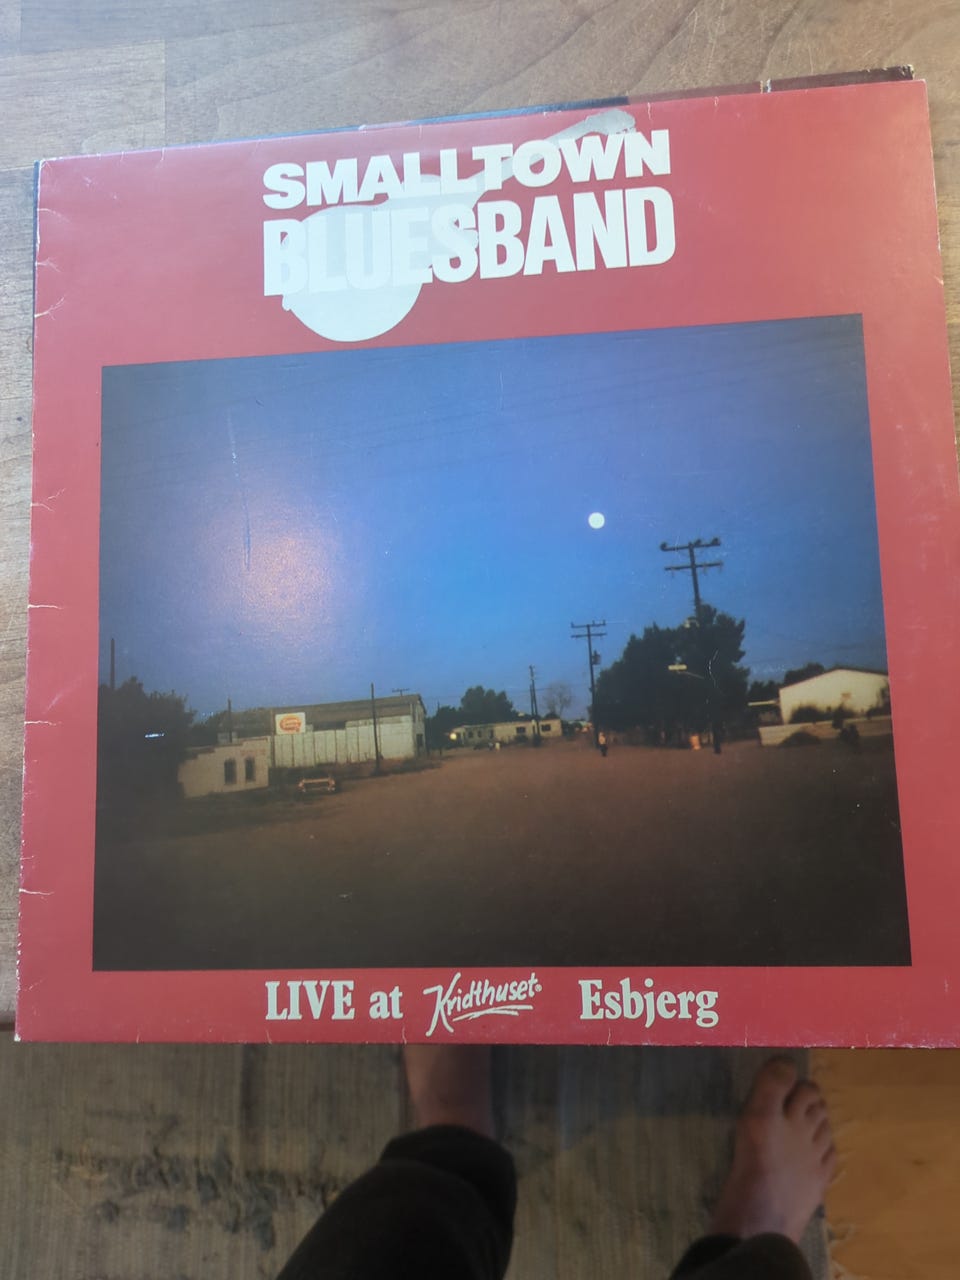 SMALLTOWN
BLUESBAND
LIVE at Kridthuset Esbjerg